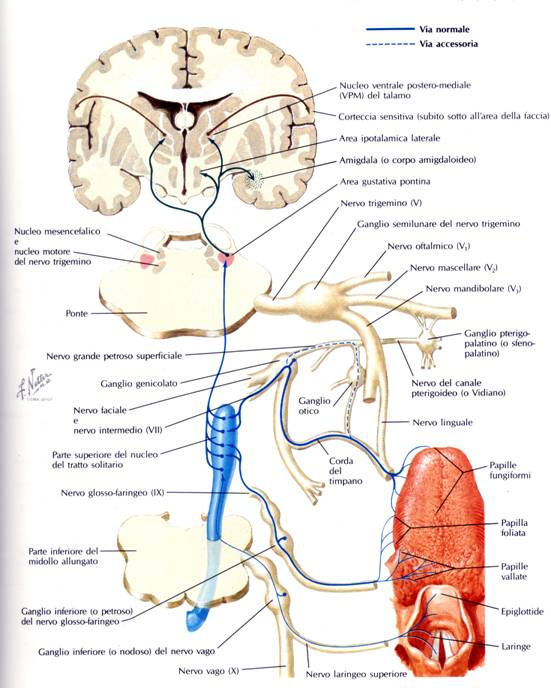 Via normale
Via accessoria
Nucleo ventrale postero-mediale
(VPM) del talamo
Corteccia sensitiva (subito sotto all'area della faccia)
Area ipotalamica laterale
Amigdala (o corpo amigdaloideo)
Area gustativa pontina
Nervo trigemino (V)
Ganglio semilunare del nervo trigemino
Nucleo mesencefalico
e
nucleo motore
del nervo trigemino
Nervo oftalmico (V1)
Nervo mascellare (V2)
Nervo mandibolare (V3)
Ponte
Ganglio pterigo-
palatino (o sfeno-
palatino)
Nervo grande petroso superficiale
Ganglio genicolato
Nervo del canale
pterigoideo (o Vidiano)
Ganglio
otico
Nervo faciale
e
nervo intermedio (VII)
Nervo linguale
Parte superiore del nucleo
del tratto solitario
Corda
del
timpano
Papille
fungiformi
Nervo glosso-faringeo (IX)
Papilla
foliata
Parte inferiore del
midollo allungato
Papille
vallate
Ganglio inferiore (o petroso)
del nervo glosso-faringeo
Epiglottide
Laringe
Ganglio inferiore (o nodoso) del nervo vago
Nervo vago (X)
Nervo laringeo superiore